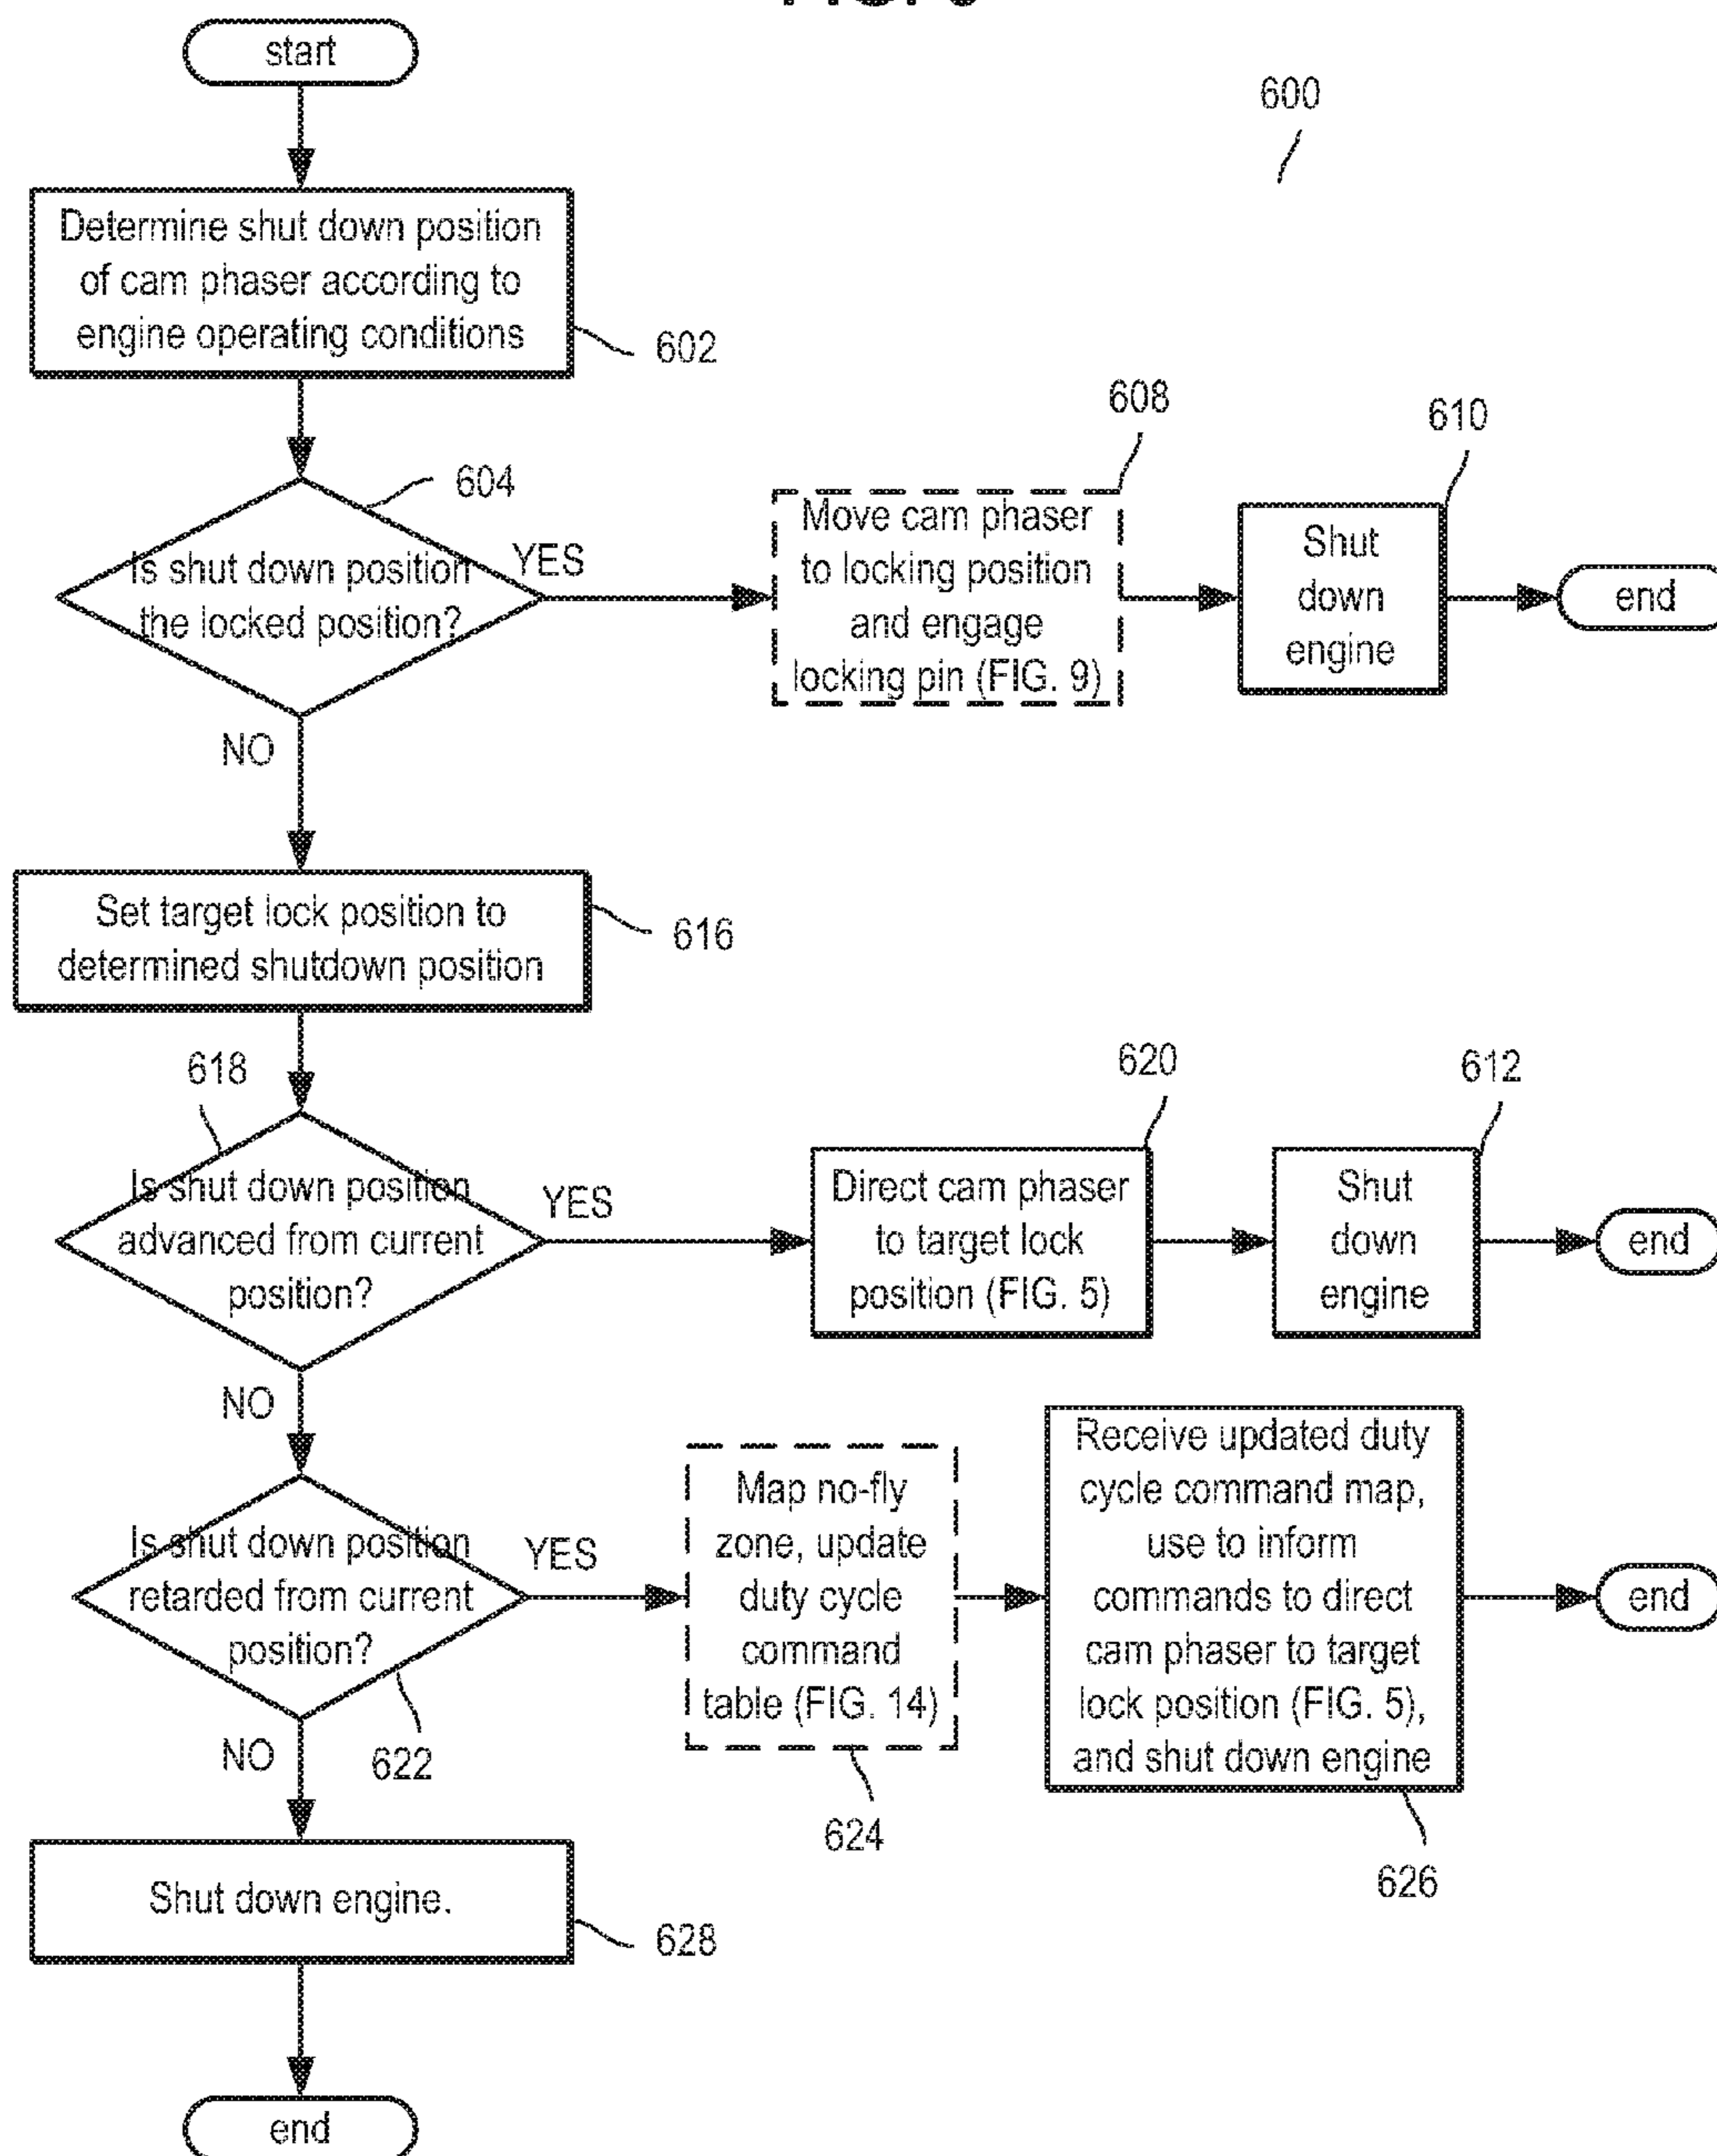 start
600
Determine shut down position
of cam phaser according to
engine operating conditions
602
604
Is shut down position
the locked position?
YES
608
Move cam phaser
to locking position
and engage
locking pin (FIG. 9)
610
Shut
down
engine
end
NO
Set target lock position to
determined shutdown position
616
618
Is shut down position
advanced from current
position?
YES
620
Direct cam phaser
to target lock
position (FIG. 5)
612
Shut
down
engine
end
NO
Is shut down position
retarded from current
position?
622
YES
Map no-fly
zone, update
duty cycle
command
table (FIG. 14)
624
Receive updated duty
cycle command map,
use to inform
commands to direct
cam phaser to target
lock position (FIG. 5),
and shut down engine
626
end
NO
Shut down engine.
628
end